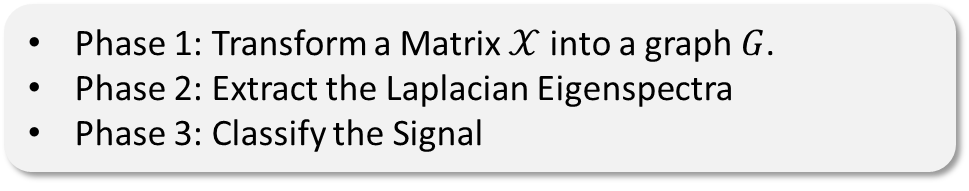 • Phase 1: Transform a Matrix 𝒳 into a graph G.
• Phase 2: Extract the Laplacian Eigenspectra
• Phase 3: Classify the Signal